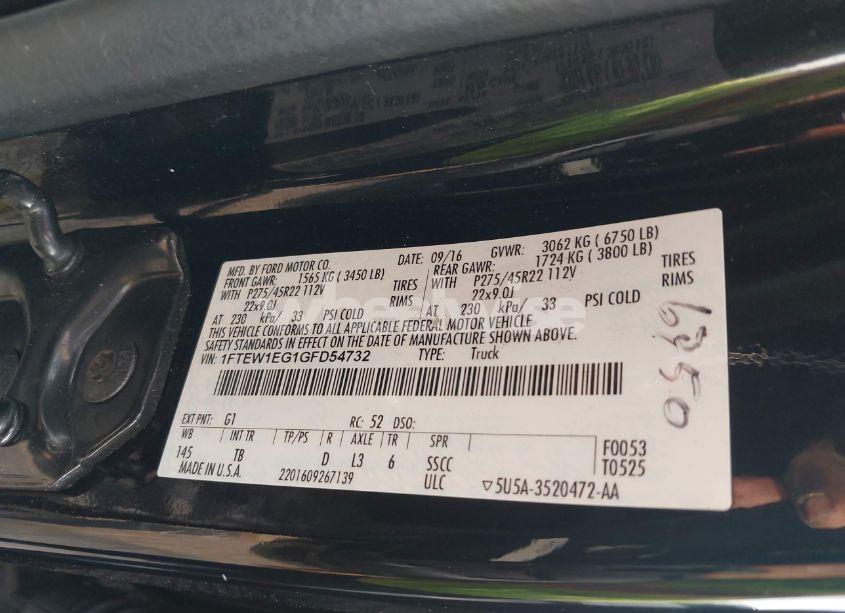 MFD. BY FORD MOTOR CO. DATE: 09/16 GVWR: 3062 KG ( 6750 LB)
FRONT GAWR: 1565 KG ( 3450 LB) REAR GAWR: 1724 KG ( 3800 LB)
WITH P275/45R22 112V TIRES WITH P275/45R22 112V TIRES
22x9.0J RIMS 22x9.0J RIMS
AT 230 kPa/ 33 PSI COLD AT 230 kPa/ 33 PSI COLD
THIS VEHICLE CONFORMS TO ALL APPLICABLE FEDERAL MOTOR VEHICLE
SAFETY STANDARDS IN EFFECT ON THE DATE OF MANUFACTURE SHOWN ABOVE.
VIN: 1FTEW1EG1GFD54732 TYPE: Truck
EXT PNT: G1 RC: 52 DSO:
WB INT TR TP/PS R AXLE TR SPR F0053
145 TB D L3 6 SSCC T0525
MADE IN U.S.A. 2201609267139 ULC ▽5U5A-3520472-AA